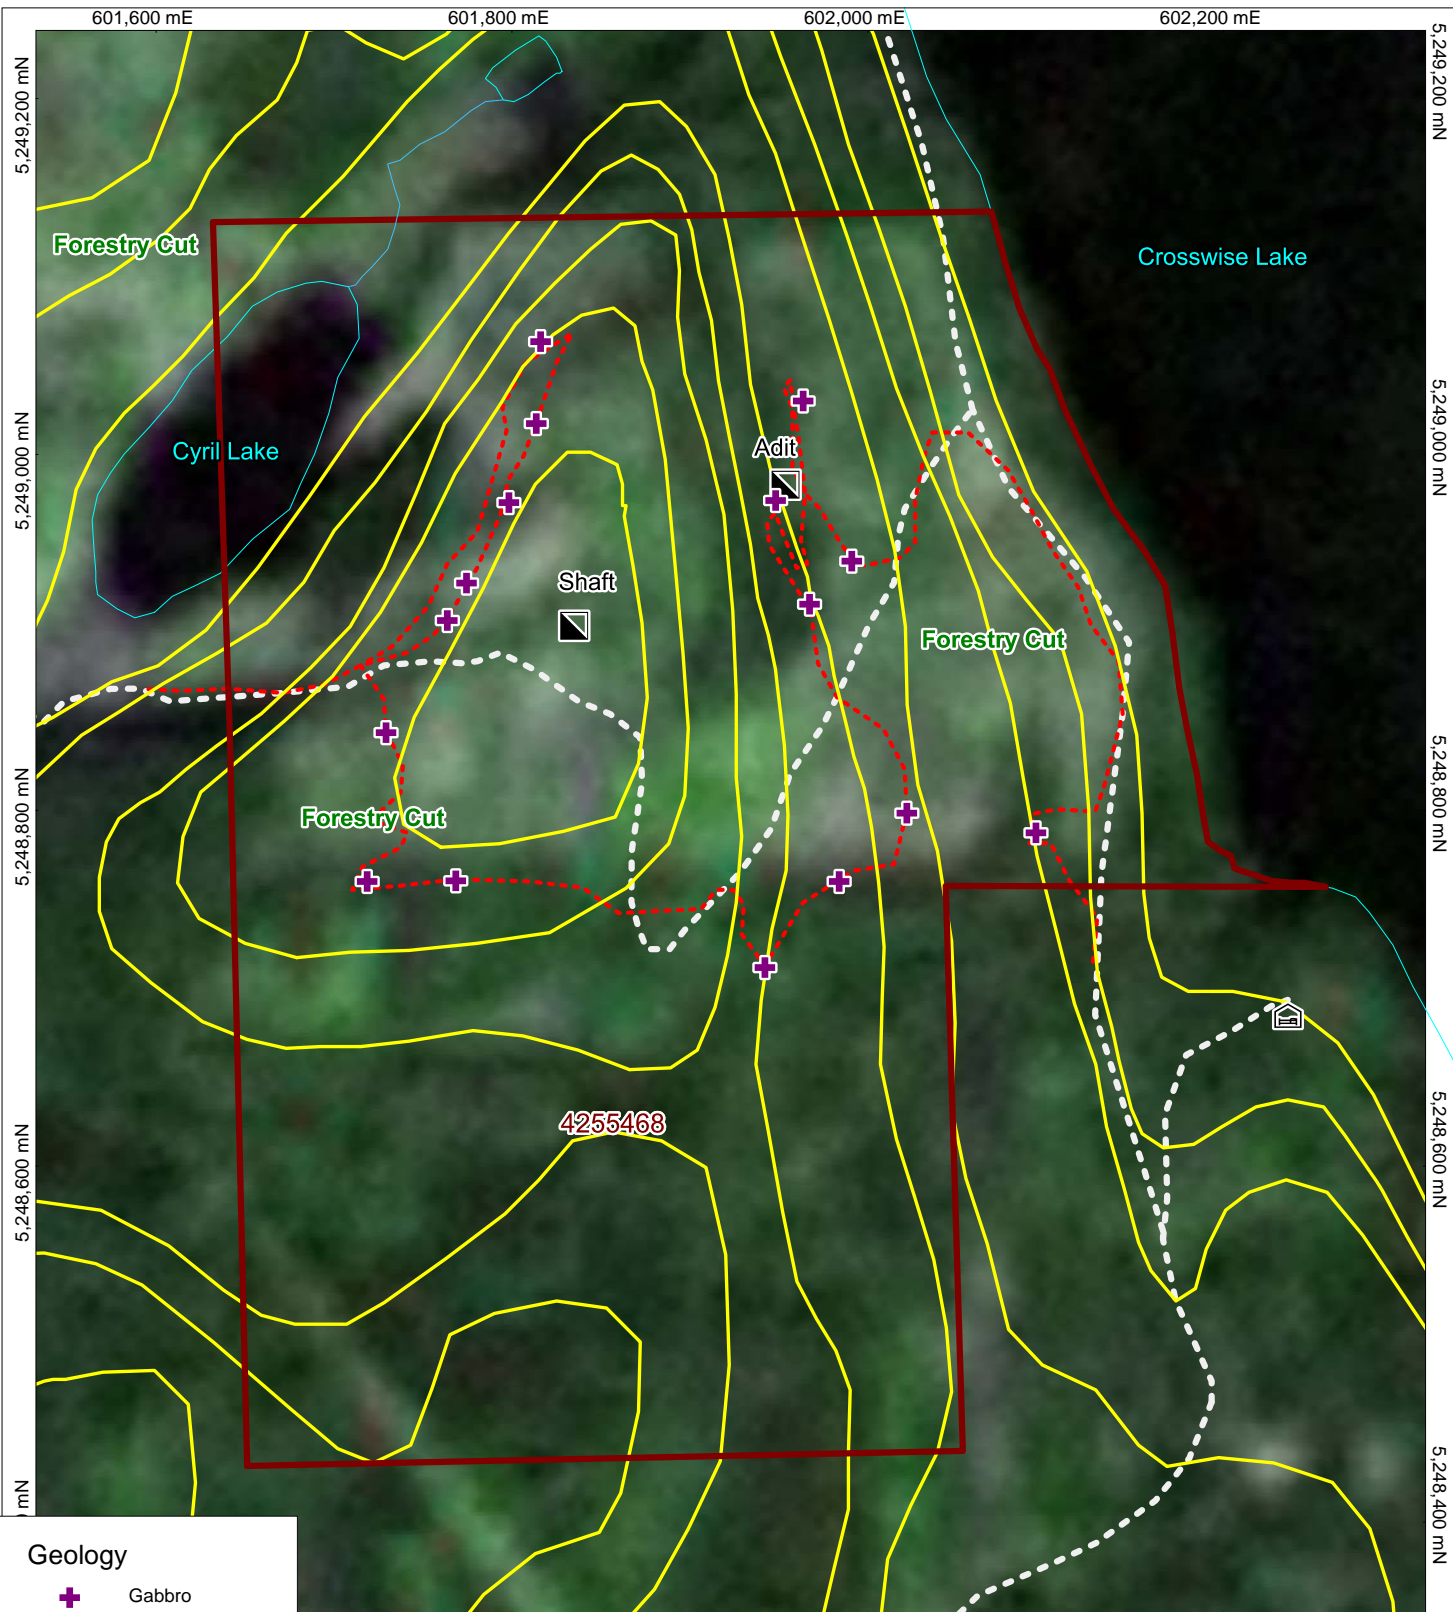 601,600 mE
601,800 mE
602,000 mE
602,200 mE
5,249,200 mN
5,249,200 mN
Forestry Cut
Crosswise Lake
Cyril Lake
Adit
5,249,000 mN
5,249,000 mN
Shaft
Forestry Cut
5,248,800 mN
5,248,800 mN
Forestry Cut
4255468
5,248,600 mN
5,248,600 mN
mN
5,248,400 mN
Geology
Gabbro